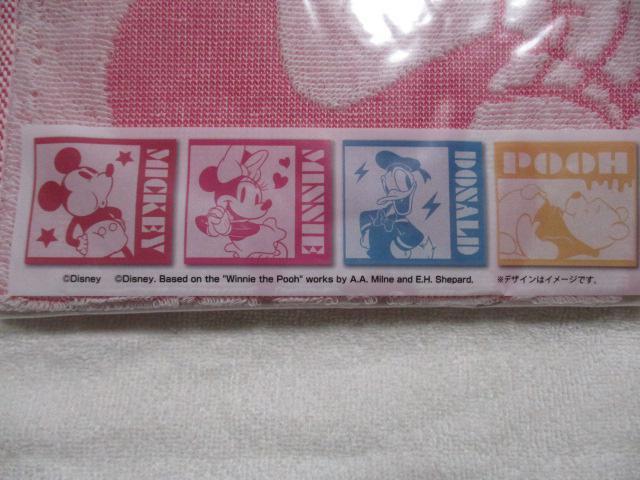 MICKEY
MINNIE
DONALD
POOH
©Disney ©Disney. Based on the "Winnie the Pooh" works by A.A. Milne and E.H. Shepard. ※デザインはイメージです。